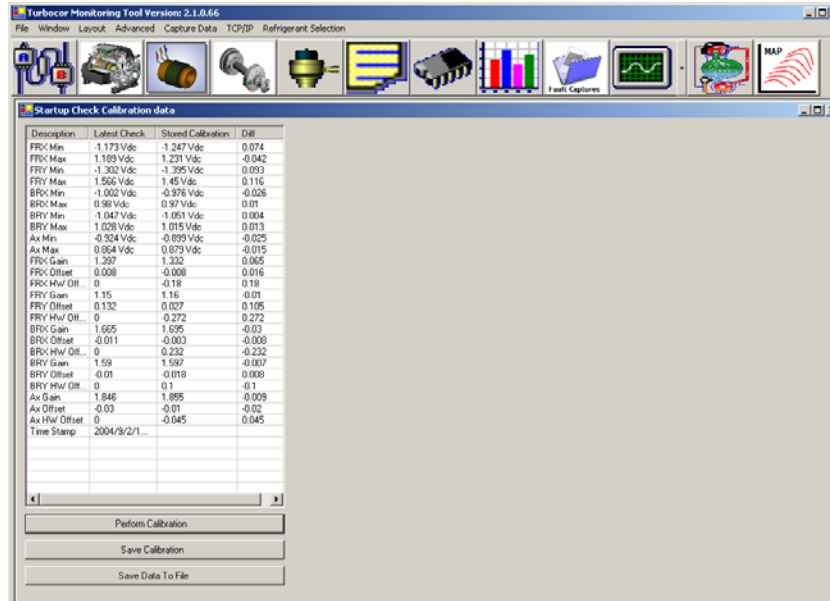 Turbocor Monitoring Tool Version: 2.1.0.66
File Window Layout Advanced Capture Data TCP/IP Refrigerant Selection
A
B
Fault Captures
MAP
Startup Check Calibration data
Description Latest Check Stored Calibration Diff
FRX Min -1.173 Vdc -1.247 Vdc 0.074
FRX Max 1.189 Vdc 1.231 Vdc -0.042
FRY Min -1.302 Vdc -1.395 Vdc 0.093
FRY Max 1.566 Vdc 1.45 Vdc 0.116
BRX Min -1.002 Vdc -0.976 Vdc -0.026
BRX Max 0.98 Vdc 0.97 Vdc 0.01
BRY Min -1.047 Vdc -1.051 Vdc 0.004
BRY Max 1.028 Vdc 1.015 Vdc 0.013
Ax Min -0.924 Vdc -0.899 Vdc -0.025
Ax Max 0.864 Vdc 0.879 Vdc -0.015
FRX Gain 1.397 1.332 0.065
FRX Offset 0.008 -0.008 0.016
FRX HW Off... 0 -0.18 0.18
FRY Gain 1.15 1.16 -0.01
FRY Offset 0.132 0.027 0.105
FRY HW Off... 0 -0.272 0.272
BRX Gain 1.665 1.695 -0.03
BRX Offset -0.011 -0.003 -0.008
BRX HW Off... 0 0.232 -0.232
BRY Gain 1.59 1.597 -0.007
BRY Offset -0.01 -0.018 0.008
BRY HW Off... 0 0.1 -0.1
Ax Gain 1.846 1.855 -0.009
Ax Offset -0.03 -0.01 -0.02
Ax HW Offset 0 -0.045 0.045
Time Stamp 2004/9/2/1...
Perform Calibration
Save Calibration
Save Data To File